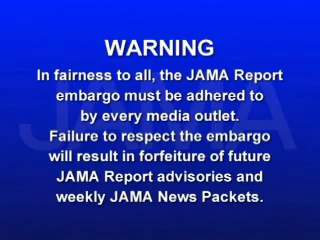 WARNING
In fairness to all, the JAMA Report
embargo must be adhered to
by every media outlet.
Failure to respect the embargo
will result in forfeiture of future
JAMA Report advisories and
weekly JAMA News Packets.
JAMA